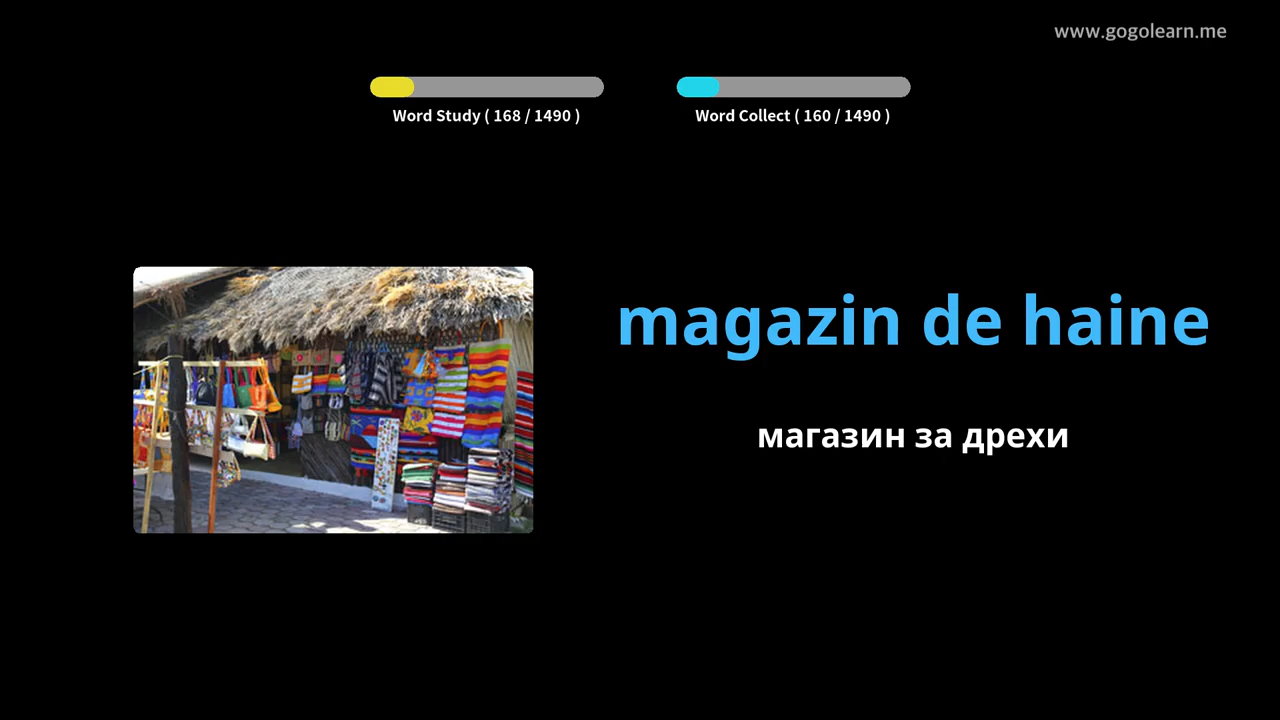 www.gogolearn.me
Word Study ( 168 / 1490 )
Word Collect ( 160 / 1490 )
magazin de haine
магазин за дрехи